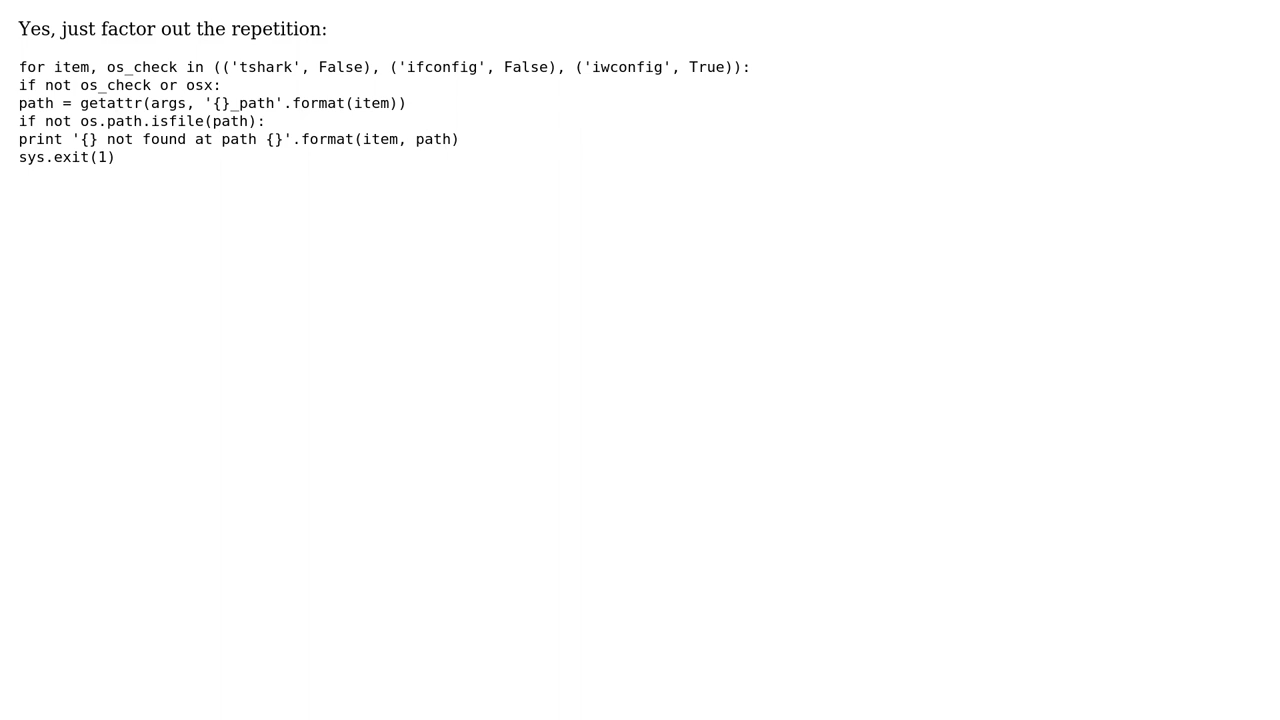 Yes, just factor out the repetition:
for item, os_check in (('tshark', False), ('ifconfig', False), ('iwconfig', True)):
if not os_check or osx:
path = getattr(args, '{}_path'.format(item))
if not os.path.isfile(path):
print '{} not found at path {}'.format(item, path)
sys.exit(1)